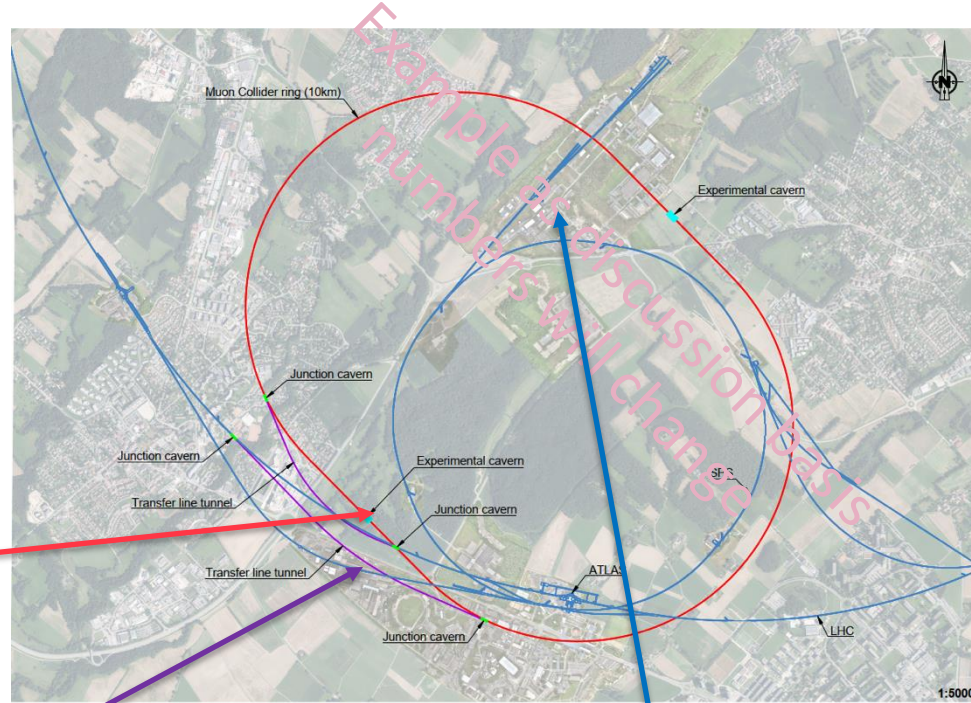 Example as discussion basis
numbers will change
N
Muon Collider ring (10km)
Experimental cavern
Junction cavern
Junction cavern
Experimental cavern
Transfer line tunnel
Junction cavern
SPS
Transfer line tunnel
ATLAS
Junction cavern
LHC
1:5000